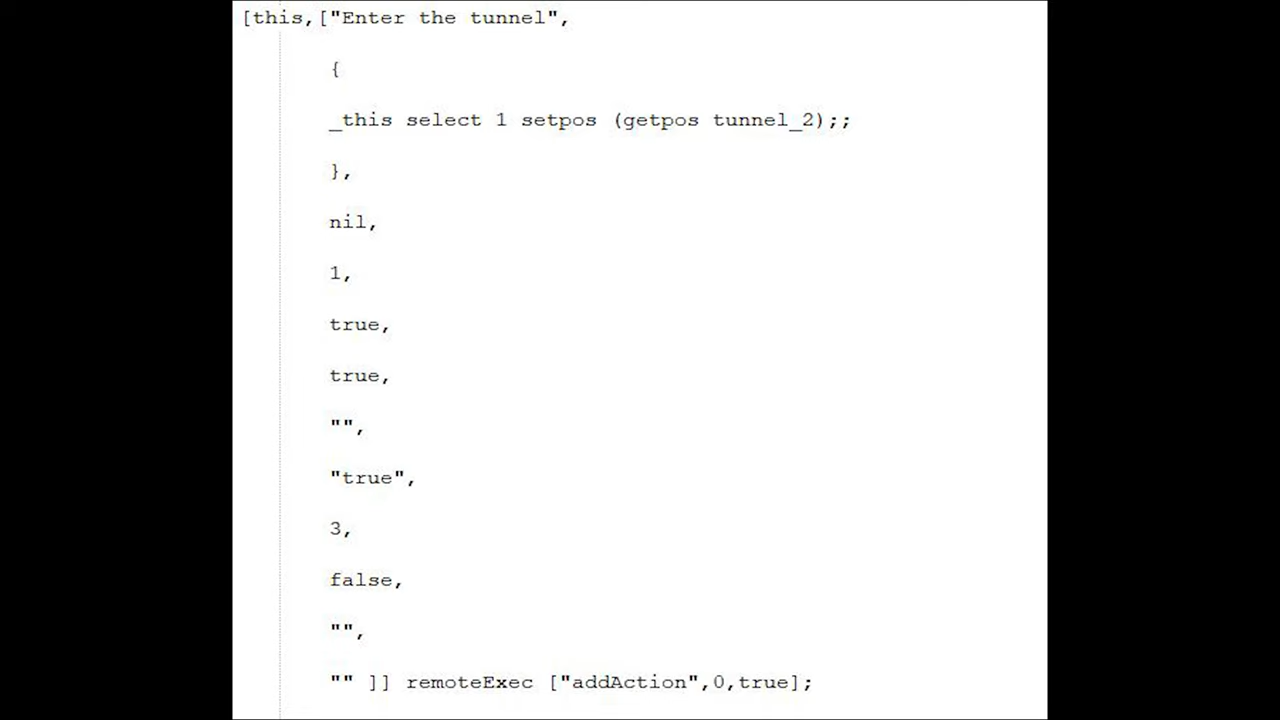 [this,["Enter the tunnel",
{
_this select 1 setpos (getpos tunnel_2);;
},
nil,
1,
true,
true,
"",
"true",
3,
false,
"",
"" ]] remoteExec ["addAction",0,true];